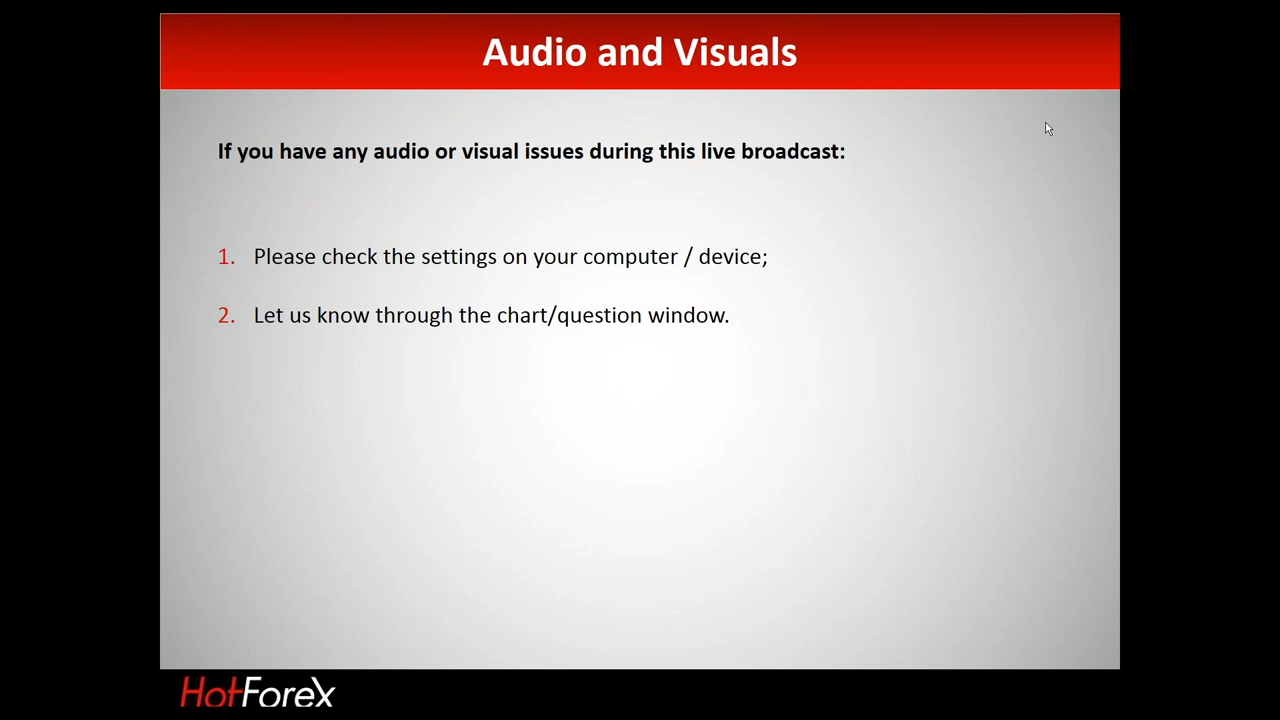 Audio and Visuals
If you have any audio or visual issues during this live broadcast:
1. Please check the settings on your computer / device;
2. Let us know through the chart/question window.
HotForex